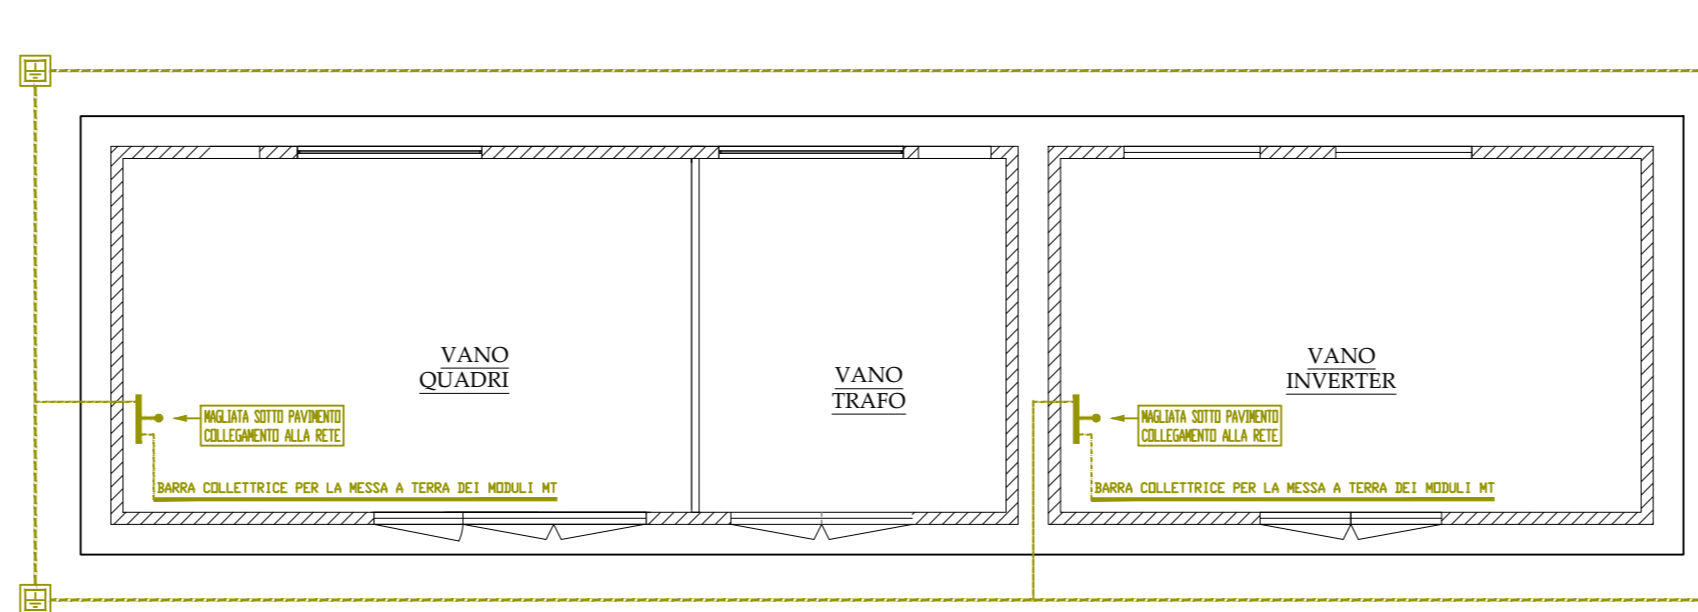 VANO
QUADRI
VANO
TRAFO
VANO
INVERTER
MAGLIATA SOTTO PAVIMENTO
COLLEGAMENTO ALLA RETE
BARRA COLLETTRICE PER LA MESSA A TERRA DEI MODULI MT
MAGLIATA SOTTO PAVIMENTO
COLLEGAMENTO ALLA RETE
BARRA COLLETTRICE PER LA MESSA A TERRA DEI MODULI MT